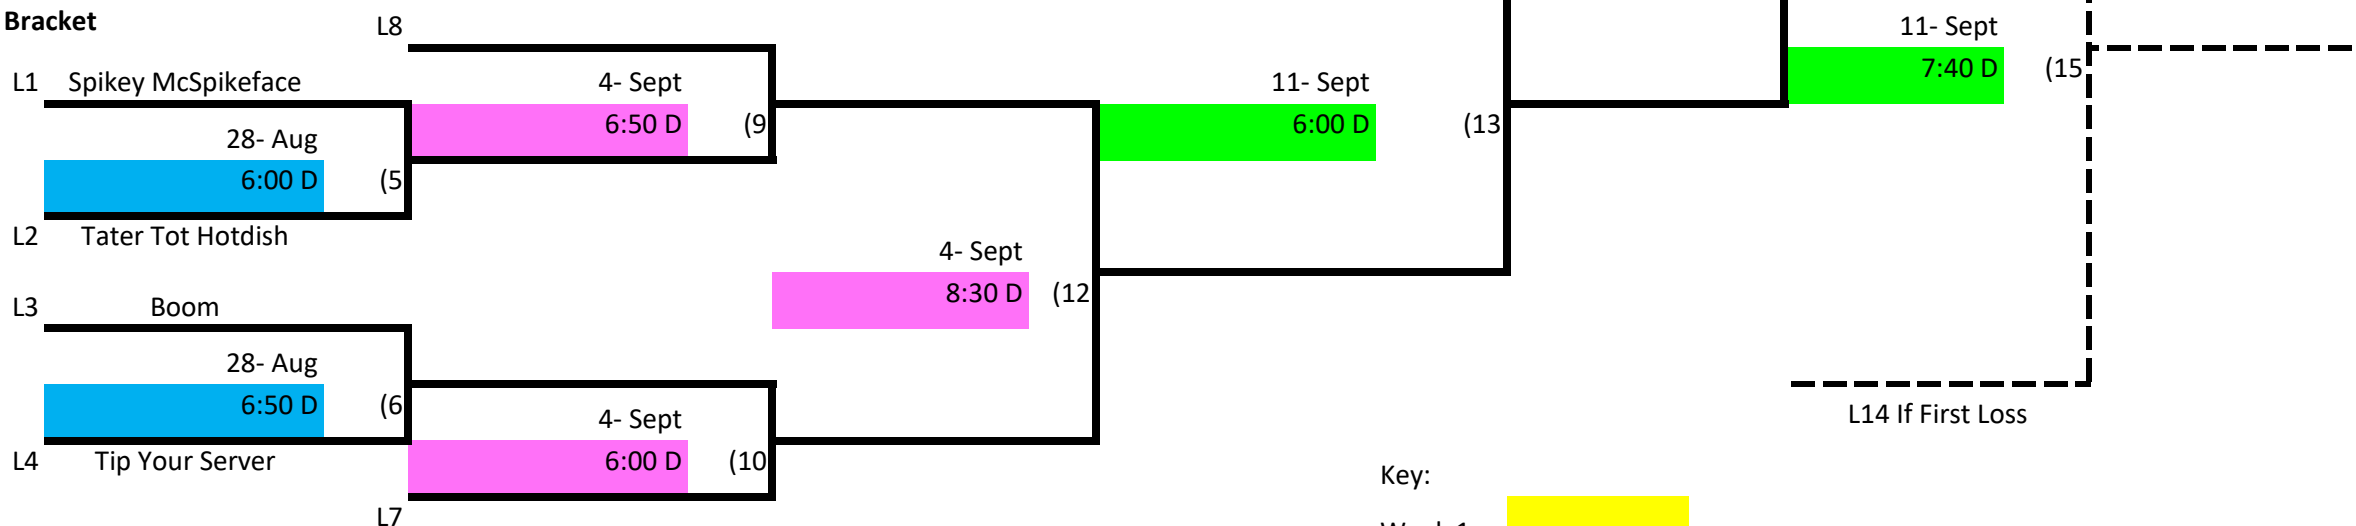 Bracket
L8
11- Sept
7:40 D
(15
L1
Spikey McSpikeface
4- Sept
6:50 D
(9
11- Sept
6:00 D
(13
28- Aug
6:00 D
(5
L2
Tater Tot Hotdish
4- Sept
8:30 D
(12
L3
Boom
28- Aug
6:50 D
(6
L14 If First Loss
4- Sept
6:00 D
(10
L4
Tip Your Server
L7
Key: